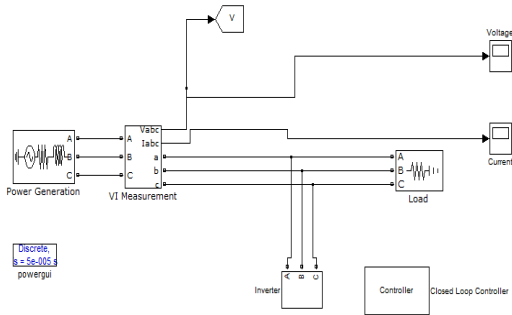 V
Voltage
Vabc
Iabc
A
A
a
A
B
B
b
B
C
C
c
C
Current
Power Generation
VI Measurement
Load
Discrete,
s = 5e-005 s
powergui
A
B
C
Inverter
Controller
Closed Loop Controller